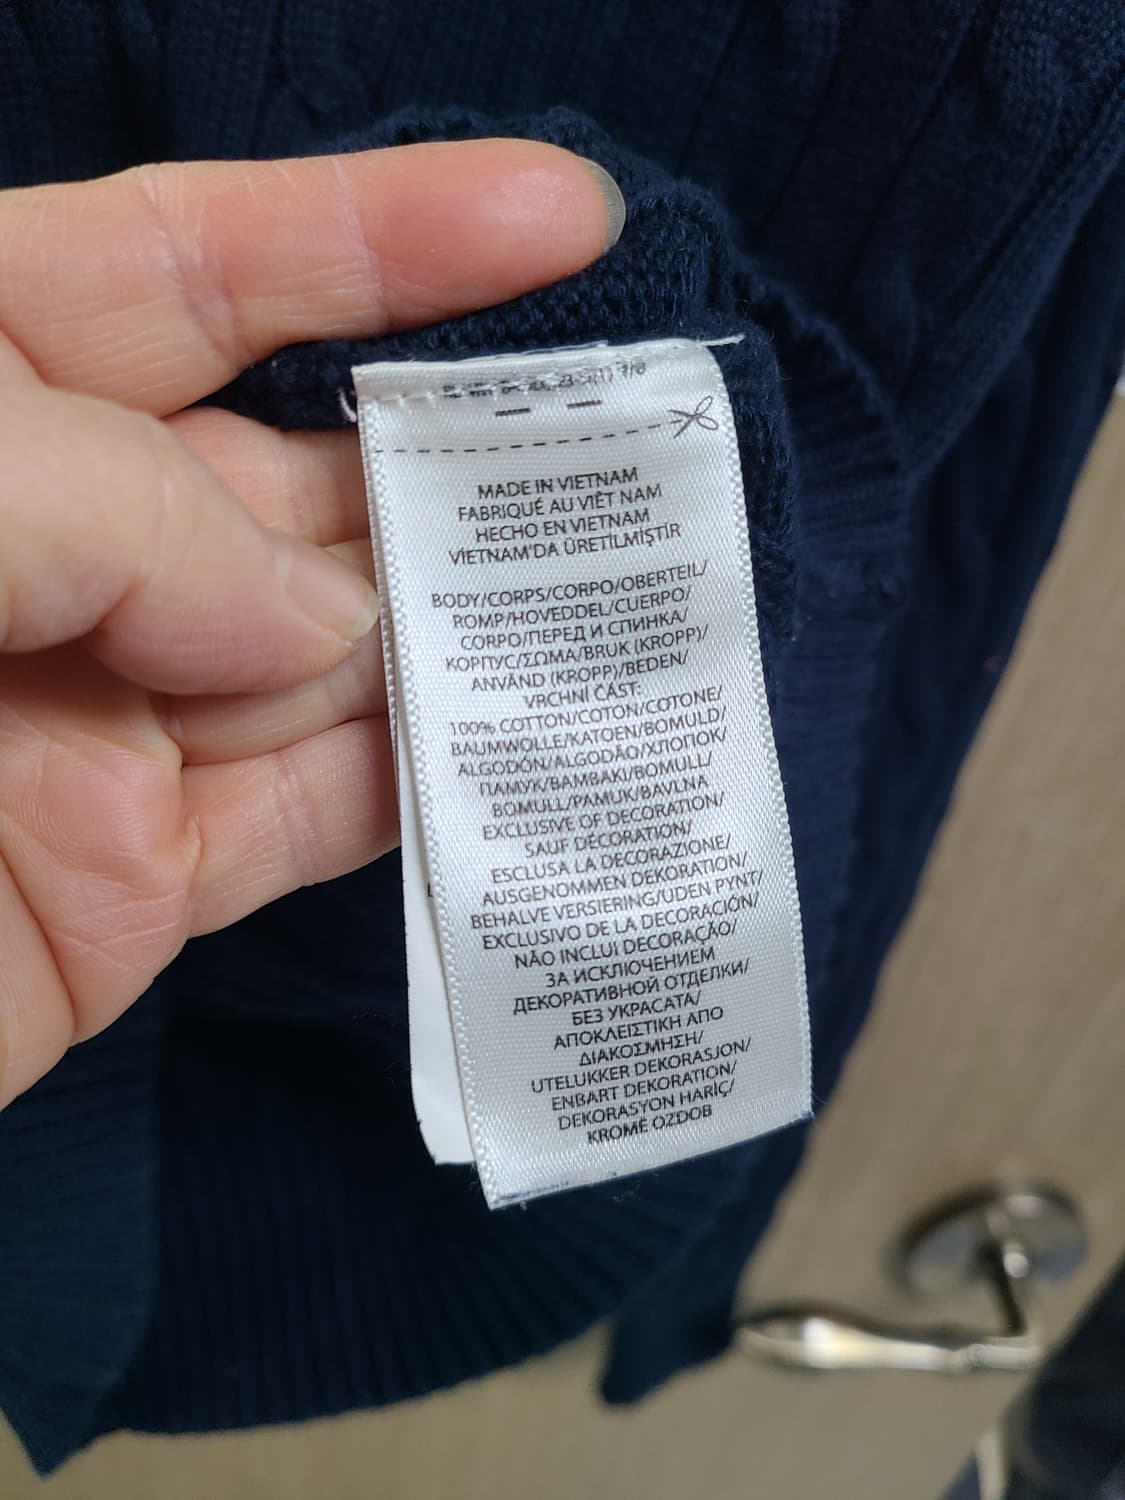 MADE IN VIETNAM
FABRIQUÉ AU VIÊT NAM
HECHO EN VIETNAM
VIETNAM'DA ÜRETİLMİŞTİR
BODY/CORPS/CORPO/OBERTEIL/
ROMP/HOVEDDEL/CUERPO/
CORPO/ПЕРЕД И СПИНКА/
КОРПУС/ΣΩΜΑ/BRUK (KROPP)/
ANVÄND (KROPP)/BEDEN/
VRCHNÍ ČÁST:
100% COTTON/COTON/COTONE/
BAUMWOLLE/KATOEN/BOMULD/
ALGODÓN/ALGODÃO/ХЛОПОК/
ПАМУК/ΒΑΜΒΑΚΙ/BOMULL/
BOMULL/PAMUK/BAVLNA
EXCLUSIVE OF DECORATION/
SAUF DÉCORATION/
ESCLUSA LA DECORAZIONE/
AUSGENOMMEN DEKORATION/
BEHALVE VERSIERING/UDEN PYNT/
EXCLUSIVO DE LA DECORACIÓN/
NÃO INCLUI DECORAÇÃO/
ЗА ИСКЛЮЧЕНИЕМ
ДЕКОРАТИВНОЙ ОТДЕЛКИ/
БЕЗ УКРАСАТА/
ΑΠΟΚΛΕΙΣΤΙΚΗ ΑΠΟ
ΔΙΑΚΟΣΜΗΣΗ/
UTELUKKER DEKORASJON/
ENBART DEKORATION/
DEKORASYON HARİÇ/
KROMĚ OZDOB